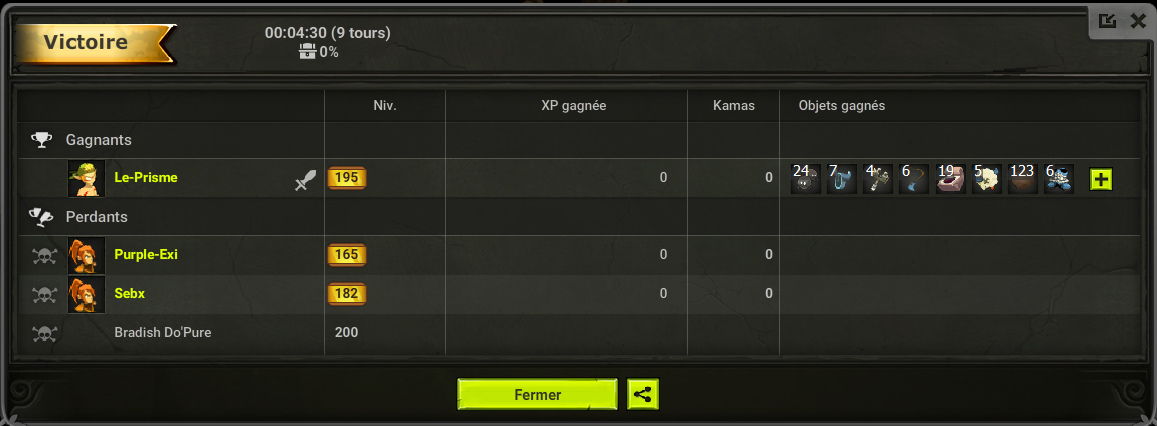 Victoire
00:04:30 (9 tours)
0%
Niv. XP gagnée Kamas Objets gagnés
Gagnants
Le-Prisme 195 0 0 24 7 4 6 19 5 123 6
Perdants
Purple-Exi 165 0 0
Sebx 182 0 0
Bradish Do'Pure 200
Fermer